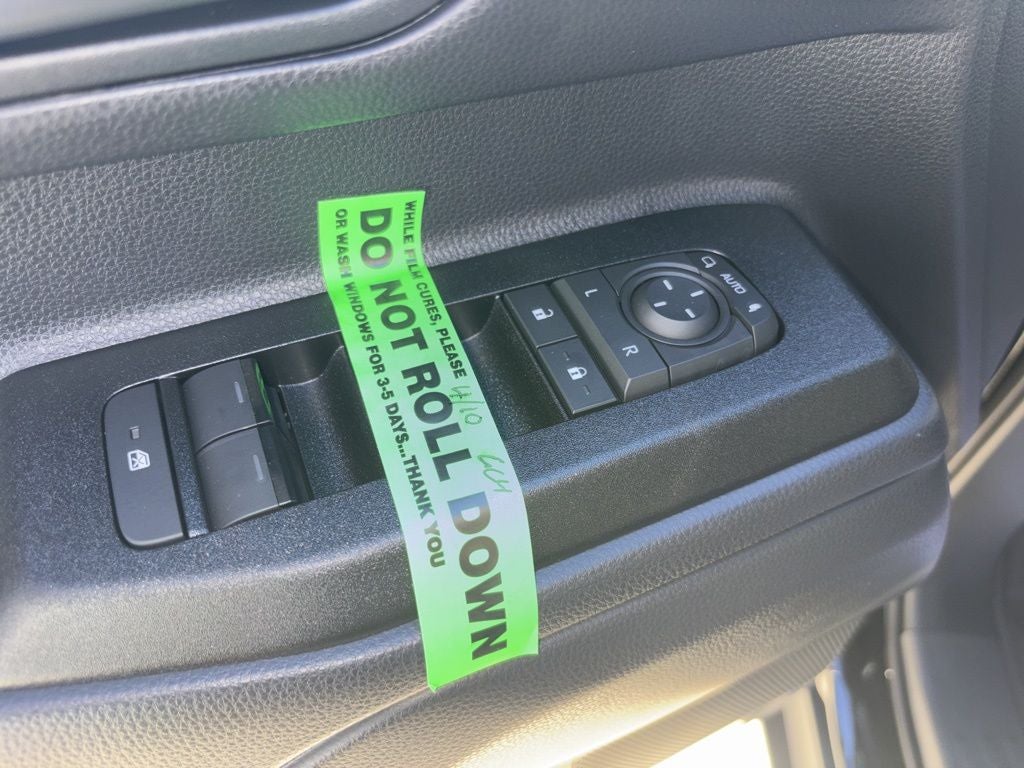 WHILE FILM CURES, PLEASE
DO NOT ROLL DOWN
OR WASH WINDOWS FOR 3-5 DAYS...THANK YOU
4/10
L
R
AUTO